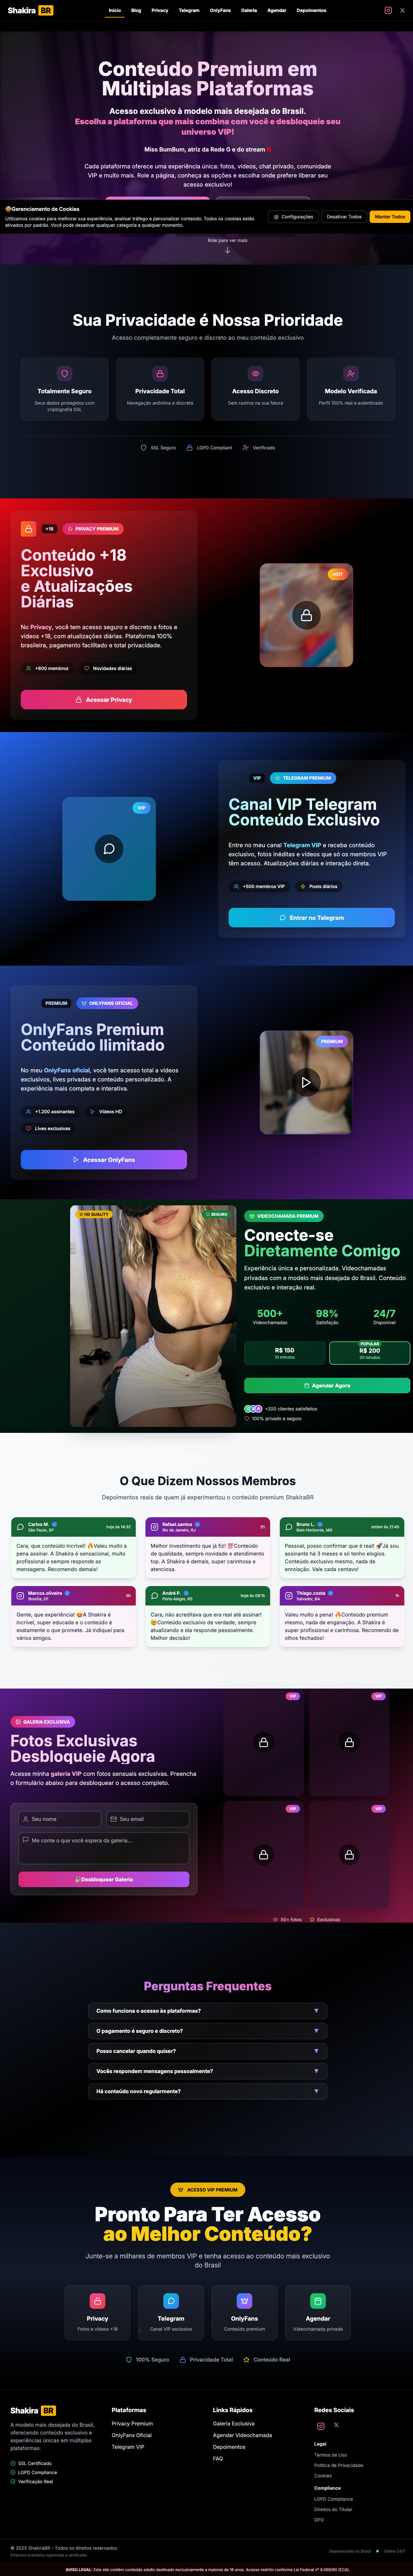 Shakira BR
Início Blog Privacy Telegram OnlyFans Galeria Agendar Depoimentos
Conteúdo Premium em
Múltiplas Plataformas
Acesso exclusivo à modelo mais desejada do Brasil.
Escolha a plataforma que mais combina com você e desbloqueie seu
universo VIP!
Miss BumBum, atriz da Rede G e do stream
Cada plataforma oferece uma experiência única: fotos, vídeos, chat privado, comunidade
VIP e muito mais. Role a página, conheça as opções e escolha onde prefere liberar seu
acesso exclusivo!
🍪Gerenciamento de Cookies
Utilizamos cookies para melhorar sua experiência, analisar tráfego e personalizar conteúdo. Todos os cookies estão
ativados por padrão. Você pode desativar qualquer categoria a qualquer momento.
Configurações
Desativar Todos
Manter Todos
Role para ver mais
Sua Privacidade é Nossa Prioridade
Acesso completamente seguro e discreto ao meu conteúdo exclusivo
Totalmente Seguro
Seus dados protegidos com
criptografia SSL
Privacidade Total
Navegação anônima e discreta
Acesso Discreto
Sem rastros na sua fatura
Modelo Verificada
Perfil 100% real e autenticado
SSL Seguro
LGPD Compliant
Verificado
+18
PRIVACY PREMIUM
Conteúdo +18
Exclusivo
e Atualizações
Diárias
No Privacy, você tem acesso seguro e discreto a fotos e
vídeos +18, com atualizações diárias. Plataforma 100%
brasileira, pagamento facilitado e total privacidade.
+800 membros
Novidades diárias
Acessar Privacy
HOT
VIP
VIP
TELEGRAM PREMIUM
Canal VIP Telegram
Conteúdo Exclusivo
Entre no meu canal Telegram VIP e receba conteúdo
exclusivo, fotos inéditas e vídeos que só os membros VIP
têm acesso. Atualizações diárias e interação direta.
+500 membros VIP
Posts diários
Entrar no Telegram
PREMIUM
ONLYFANS OFICIAL
OnlyFans Premium
Conteúdo Ilimitado
No meu OnlyFans oficial, você tem acesso total a vídeos
exclusivos, lives privadas e conteúdo personalizado. A
experiência mais completa e interativa.
+1.200 assinantes
Vídeos HD
Lives exclusivas
Acessar OnlyFans
PREMIUM
HD QUALITY
SEGURO
VIDEOCHAMADA PREMIUM
Conecte-se
Diretamente Comigo
Experiência única e personalizada. Videochamadas
privadas com a modelo mais desejada do Brasil. Conteúdo
exclusivo e interação real.
500+
Videochamadas
98%
Satisfação
24/7
Disponível
R$ 150
10 minutos
POPULAR
R$ 200
20 minutos
Agendar Agora
+200 clientes satisfeitos
100% privado e seguro
O Que Dizem Nossos Membros
Depoimentos reais de quem já experimentou o conteúdo premium ShakiraBR
Carlos M.
São Paulo, SP
hoje às 14:32
Cara, que conteúdo incrível! 🔥Valeu muito a
pena assinar. A Shakira é sensacional, muito
profissional e sempre responde as
mensagens. Recomendo demais!
Rafael.santos
Rio de Janeiro, RJ
2h
Melhor investimento que já fiz! 💯Conteúdo
de qualidade, sempre novidade e atendimento
top. A Shakira é demais, super carinhosa e
atenciosa.
Bruno L.
Belo Horizonte, MG
ontem às 21:45
Pessoal, posso confirmar que é real! 🚀Já sou
assinante há 3 meses e só tenho elogios.
Conteúdo exclusivo mesmo, nada de
enrolação. Vale cada centavo!
Marcos.oliveira
Brasília, DF
Gente, que experiência! 😍A Shakira é
incrível, super educada e o conteúdo é
exatamente o que promete. Já indiquei para
vários amigos.
André P.
Porto Alegre, RS
hoje às 09:15
Cara, não acreditava que era real até assinar!
😍Conteúdo exclusivo de verdade, sempre
atualizando e ela responde pessoalmente.
Melhor decisão!
Thiago.costa
Salvador, BA
1h
Valeu muito a pena! 🔥Conteúdo premium
mesmo, nada de enganação. A Shakira é
super profissional e carinhosa. Recomendo de
olhos fechados!
GALERIA EXCLUSIVA
Fotos Exclusivas
Desbloqueie Agora
Acesse minha galeria VIP com fotos sensuais exclusivas. Preencha
o formulário abaixo para desbloquear o acesso completo.
Seu nome
Seu email
Me conte o que você espera da galeria...
Desbloquear Galeria
VIP
VIP
VIP
VIP
50+ fotos
Exclusivas
Perguntas Frequentes
Como funciona o acesso às plataformas?
O pagamento é seguro e discreto?
Posso cancelar quando quiser?
Vocês respondem mensagens pessoalmente?
Há conteúdo novo regularmente?
ACESSO VIP PREMIUM
Pronto Para Ter Acesso
ao Melhor Conteúdo?
Junte-se a milhares de membros VIP e tenha acesso ao conteúdo mais exclusivo
do Brasil
Privacy
Fotos e vídeos +18
Telegram
Canal VIP exclusivo
OnlyFans
Conteúdo premium
Agendar
Videochamada privada
100% Seguro
Privacidade Total
Conteúdo Real
Shakira BR
A modelo mais desejada do Brasil,
oferecendo conteúdo exclusivo e
experiências únicas em múltiplas
plataformas.
SSL Certificado
LGPD Compliance
Verificação Real
Plataformas
Privacy Premium
OnlyFans Oficial
Telegram VIP
Links Rápidos
Galeria Exclusiva
Agendar Videochamada
Depoimentos
FAQ
Redes Sociais
Legal
Termos de Uso
Política de Privacidade
Cookies
Compliance
LGPD Compliance
Direitos do Titular
DPO
© 2025 ShakiraBR - Todos os direitos reservados.
Empresa brasileira registrada e verificada
Desenvolvido no Brasil
Online 24/7
AVISO LEGAL: Este site contém conteúdo adulto destinado exclusivamente a maiores de 18 anos. Acesso restrito conforme Lei Federal nº 8.069/90 (ECA).